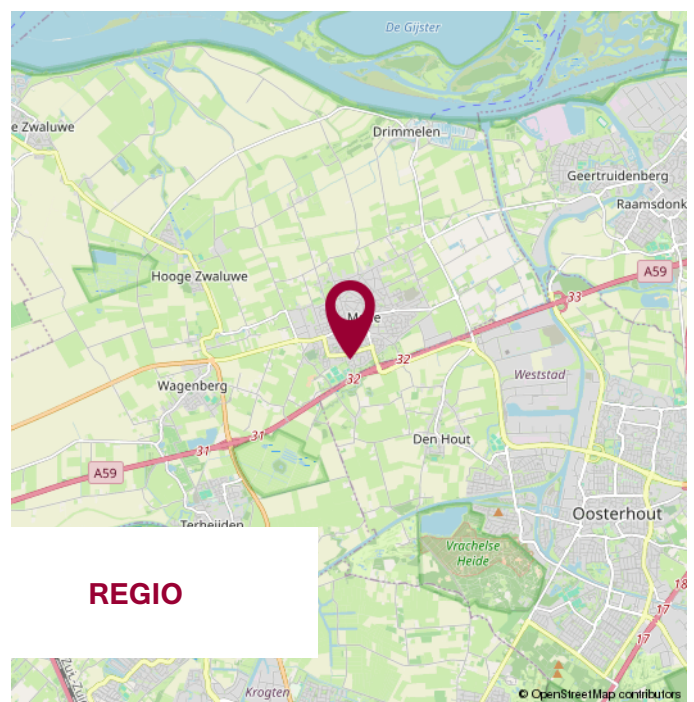 De Gijster
e Zwaluwe
Drimmelen
Geertruidenberg
Raamsdonk
A59
Hooge Zwaluwe
33
32
32
Weststad
Wagenberg
31
31
Den Hout
A59
Oosterhout
Terheijden
Vrachelse
Heide
REGIO
18
17
17
Krogten
© OpenStreetMap contributors